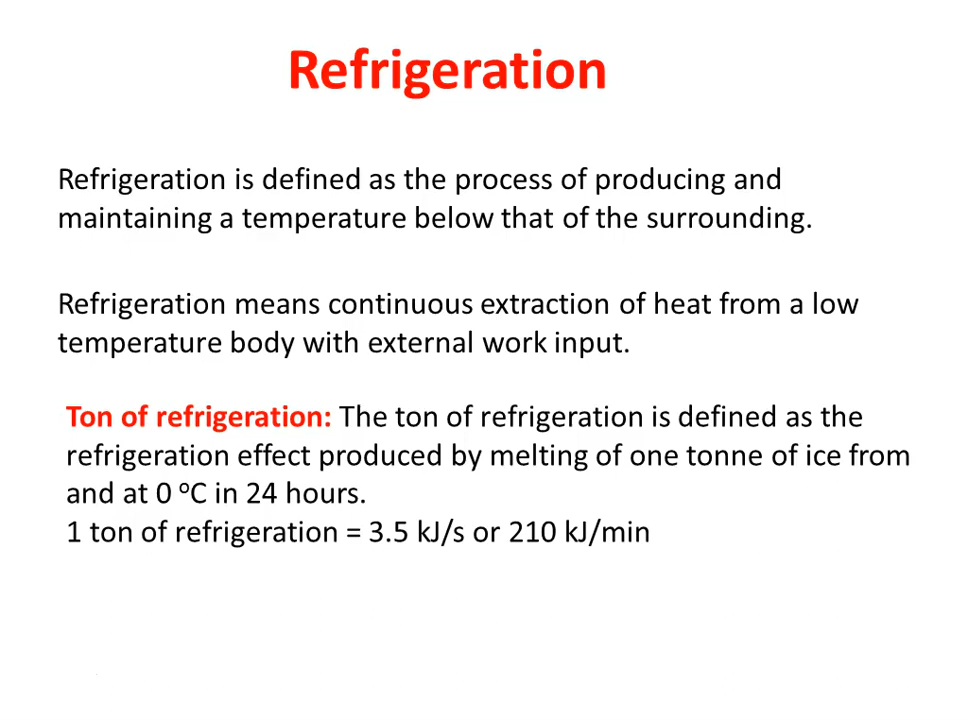 Refrigeration
Refrigeration is defined as the process of producing and
maintaining a temperature below that of the surrounding.
Refrigeration means continuous extraction of heat from a low
temperature body with external work input.
Ton of refrigeration: The ton of refrigeration is defined as the
refrigeration effect produced by melting of one tonne of ice from
and at 0 ºC in 24 hours.
1 ton of refrigeration = 3.5 kJ/s or 210 kJ/min